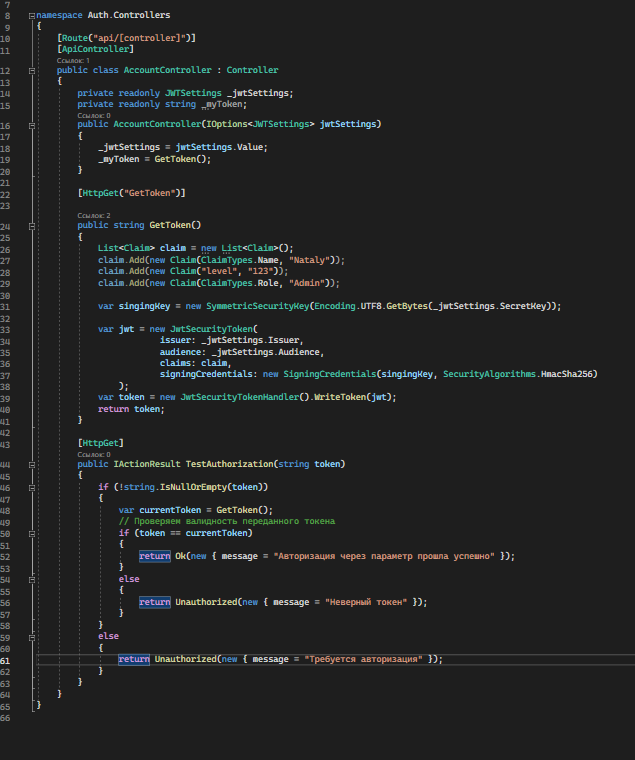 7
8 namespace Auth.Controllers
9 {
10 [Route("api/[controller]")]
11 [ApiController]
Ссылок: 1
12 public class AccountController : Controller
13 {
14 private readonly JWTSettings _jwtSettings;
15 private readonly string _myToken;
Ссылок: 0
16 public AccountController(IOptions<JWTSettings> jwtSettings)
17 {
18 _jwtSettings = jwtSettings.Value;
19 _myToken = GetToken();
20 }
21
22 [HttpGet("GetToken")]
23
Ссылок: 2
24 public string GetToken()
25 {
26 List<Claim> claim = new List<Claim>();
27 claim.Add(new Claim(ClaimTypes.Name, "Nataly"));
28 claim.Add(new Claim("level", "123"));
29 claim.Add(new Claim(ClaimTypes.Role, "Admin"));
30
31 var singingKey = new SymmetricSecurityKey(Encoding.UTF8.GetBytes(_jwtSettings.SecretKey));
32
33 var jwt = new JwtSecurityToken(
34 issuer: _jwtSettings.Issuer,
35 audience: _jwtSettings.Audience,
36 claims: claim,
37 signingCredentials: new SigningCredentials(singingKey, SecurityAlgorithms.HmacSha256)
38 );
39 var token = new JwtSecurityTokenHandler().WriteToken(jwt);
40 return token;
41 }
42
43 [HttpGet]
Ссылок: 0
44 public IActionResult TestAuthorization(string token)
45 {
46 if (!string.IsNullOrEmpty(token))
47 {
48 var currentToken = GetToken();
49 // Проверяем валидность переданного токена
50 if (token == currentToken)
51 {
52 return Ok(new { message = "Авторизация через параметр прошла успешно" });
53 }
54 else
55 {
56 return Unauthorized(new { message = "Неверный токен" });
57 }
58 }
59 else
60 {
61 return Unauthorized(new { message = "Требуется авторизация" });
62 }
63 }
64 }
65 }
66